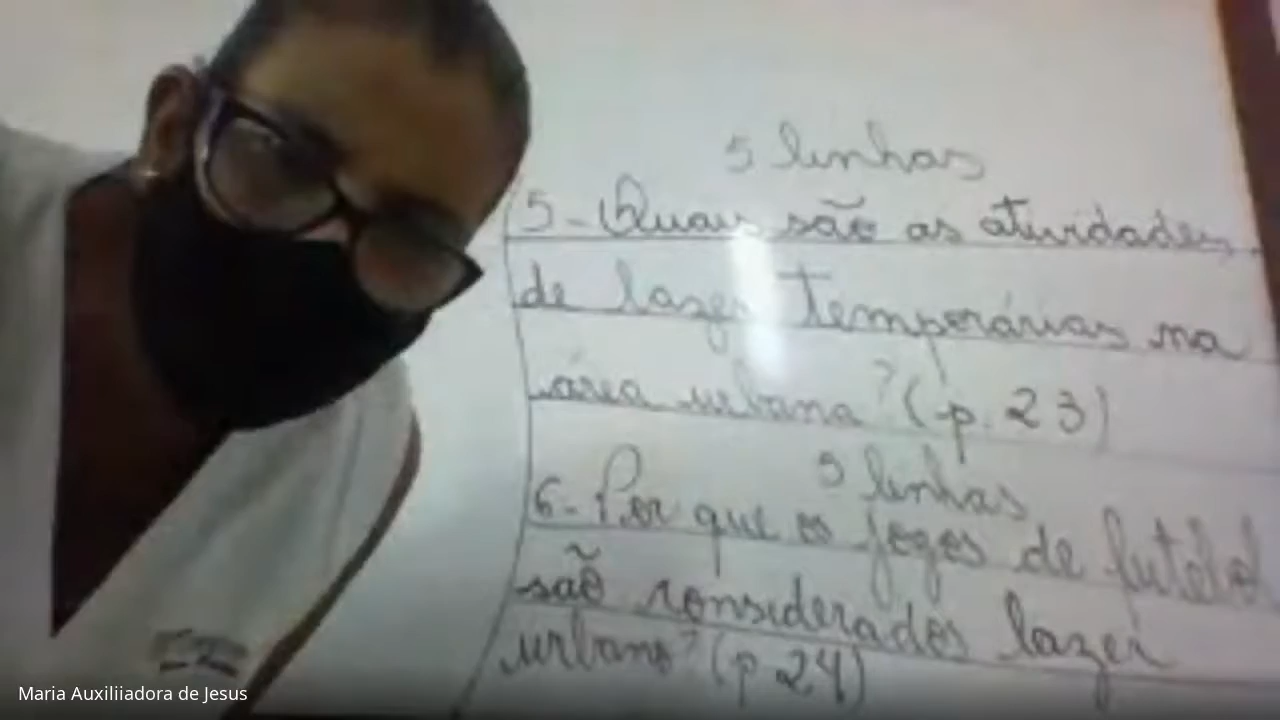 5 linhas
5- Quais são as atividades
de lazer temporárias na
área urbana? (p. 23)
5 linhas
6- Por que os jogos de futebol
são considerados lazer
urbano? (p 24)
Maria Auxiliiadora de Jesus